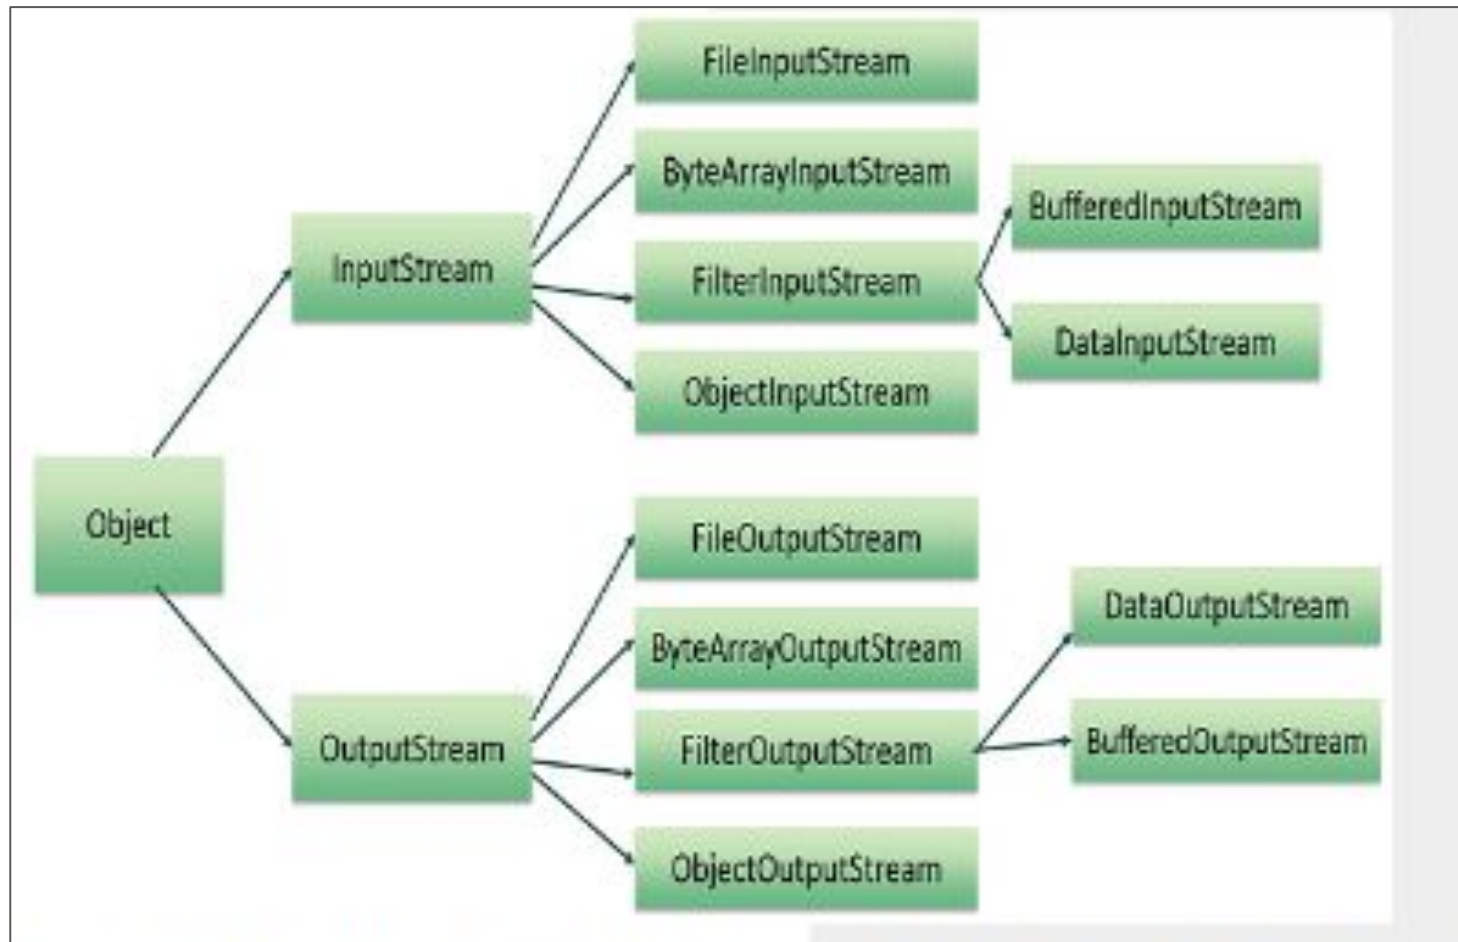 FileInputStream
ByteArrayInputStream
BufferedInputStream
InputStream
FilterInputStream
DataInputStream
ObjectInputStream
Object
FileOutputStream
DataOutputStream
ByteArrayOutputStream
OutputStream
FilterOutputStream
BufferedOutputStream
ObjectOutputStream